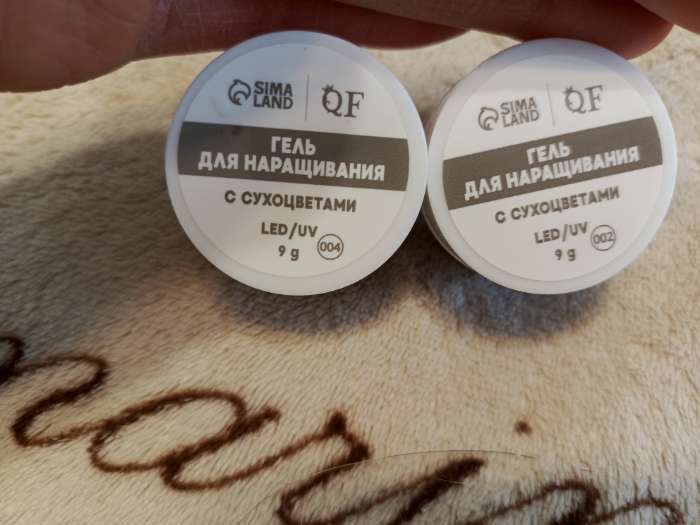 SIMA
LAND
QF
ГЕЛЬ
ДЛЯ НАРАЩИВАНИЯ
С СУХОЦВЕТАМИ
LED/UV
9 g
004
SIMA
LAND
QF
ГЕЛЬ
ДЛЯ НАРАЩИВАНИЯ
С СУХОЦВЕТАМИ
LED/UV
9 g
002